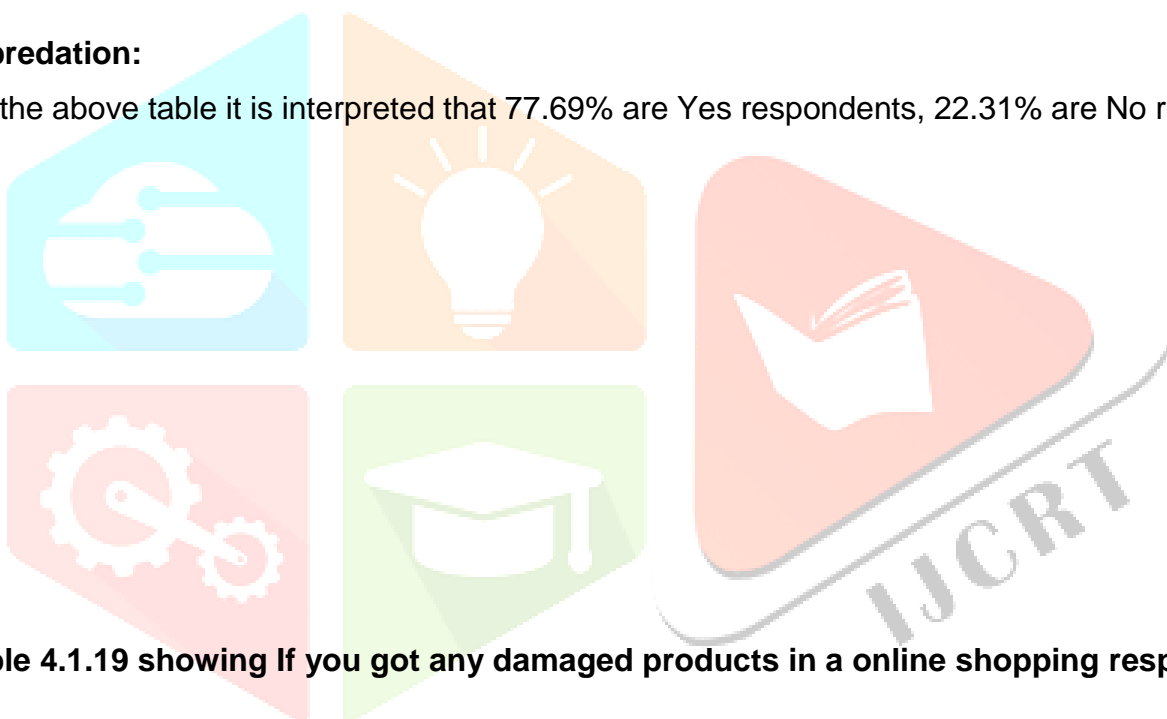 predation:
the above table it is interpreted that 77.69% are Yes respondents, 22.31% are No r
IJCRT
ble 4.1.19 showing If you got any damaged products in a online shopping resp